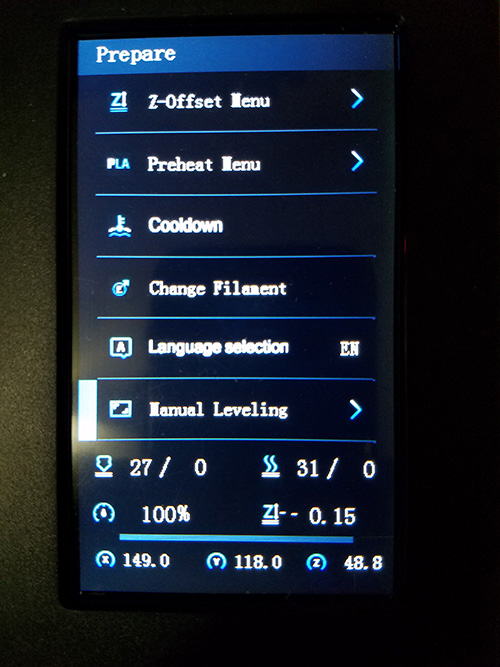 Prepare
Z-Offset Menu
PLA Preheat Menu
Cooldown
E Change Filament
A Language selection EN
Manual Leveling
27 / 0 31 / 0
100% Z -- 0.15
X 149.0 Y 118.0 Z 48.8